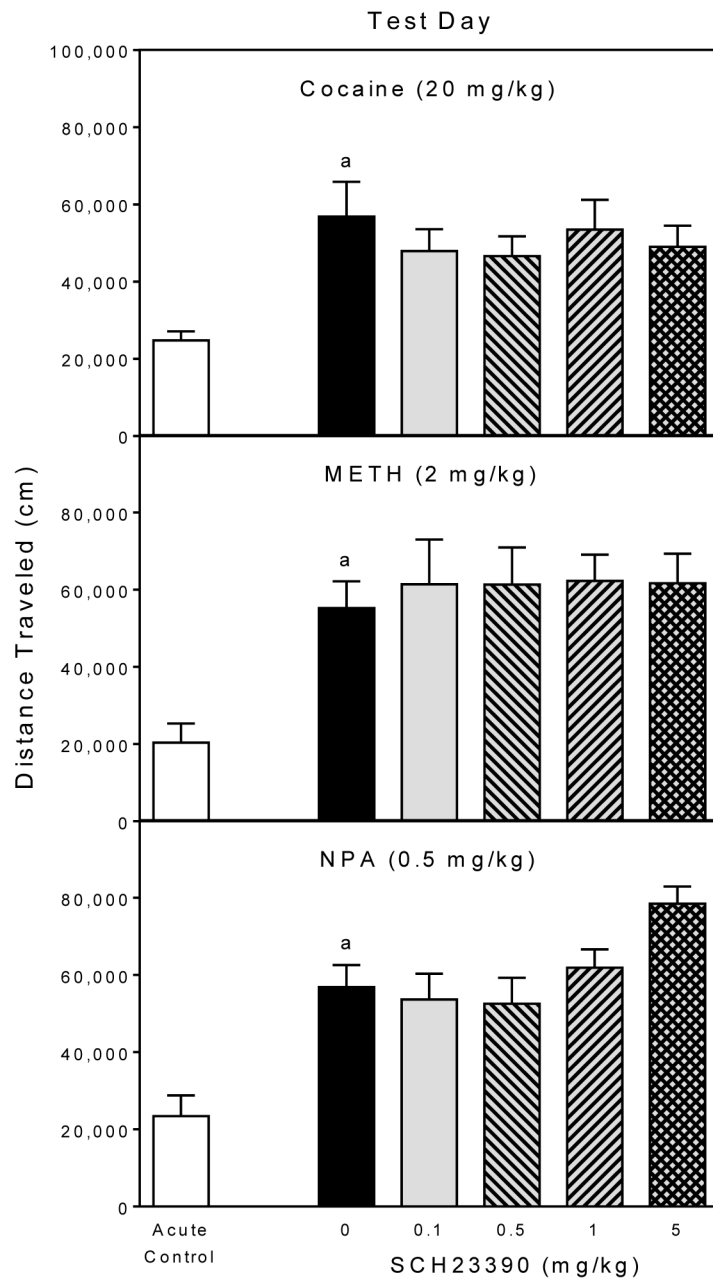 Test Day
100,000
Cocaine (20 mg/kg)
80,000
a
60,000
40,000
20,000
0
METH (2 mg/kg)
80,000
a
60,000
40,000
20,000
0
Distance Traveled (cm)
NPA (0.5 mg/kg)
80,000
a
60,000
40,000
20,000
0
Acute
Control
0 0.1 0.5 1 5
SCH23390 (mg/kg)